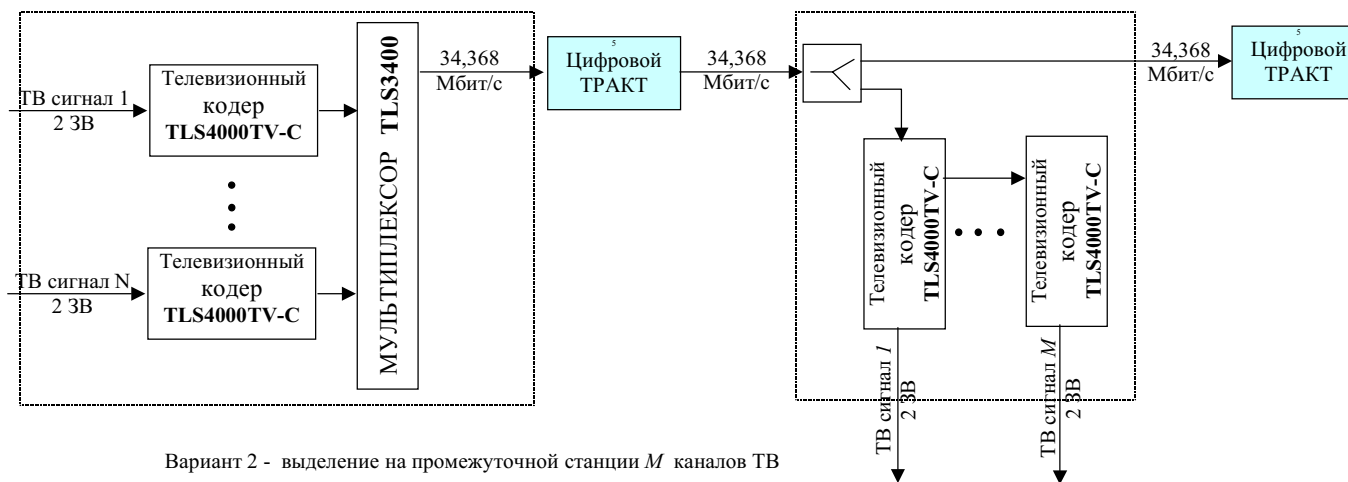 ТВ сигнал 1
2 ЗВ
Телевизионный
кодер
TLS4000TV-C
ТВ сигнал N
2 ЗВ
Телевизионный
кодер
TLS4000TV-C
МУЛЬТИПЛЕКСОР TLS3400
34,368
Мбит/с
5
Цифровой
ТРАКТ
34,368
Мбит/с
Телевизионный
кодер
TLS4000TV-C
Телевизионный
кодер
TLS4000TV-C
34,368
Мбит/с
5
Цифровой
ТРАКТ
ТВ сигнал 1
2 ЗВ
ТВ сигнал M
2 ЗВ
Вариант 2 - выделение на промежуточной станции M каналов ТВ